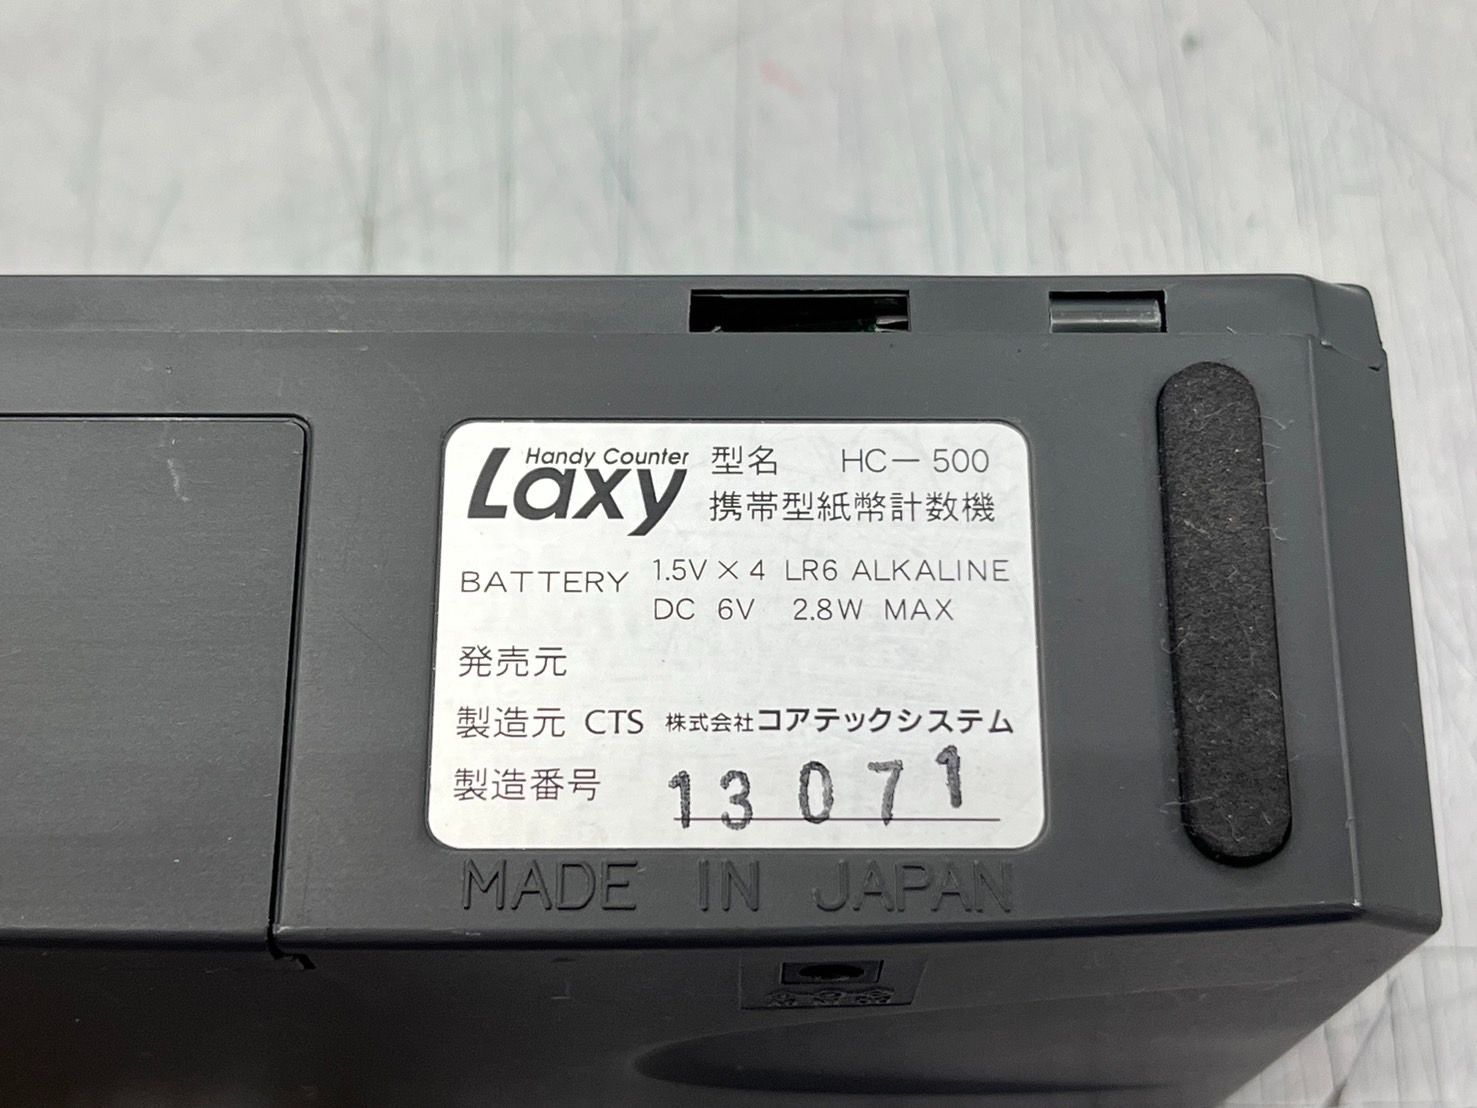 Handy Counter
Laxy
型名 HC-500
携帯型紙幣計数機
BATTERY 1.5V×4 LR6 ALKALINE
DC 6V 2.8W MAX
発売元
製造元 CTS 株式会社コアテックシステム
製造番号 13071
MADE IN JAPAN